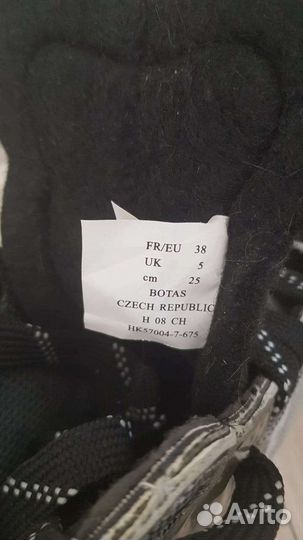 FR/EU 38
UK 5
cm 25
BOTAS
CZECH REPUBLIC
H 08 CH
HK57004-7-675
Avito